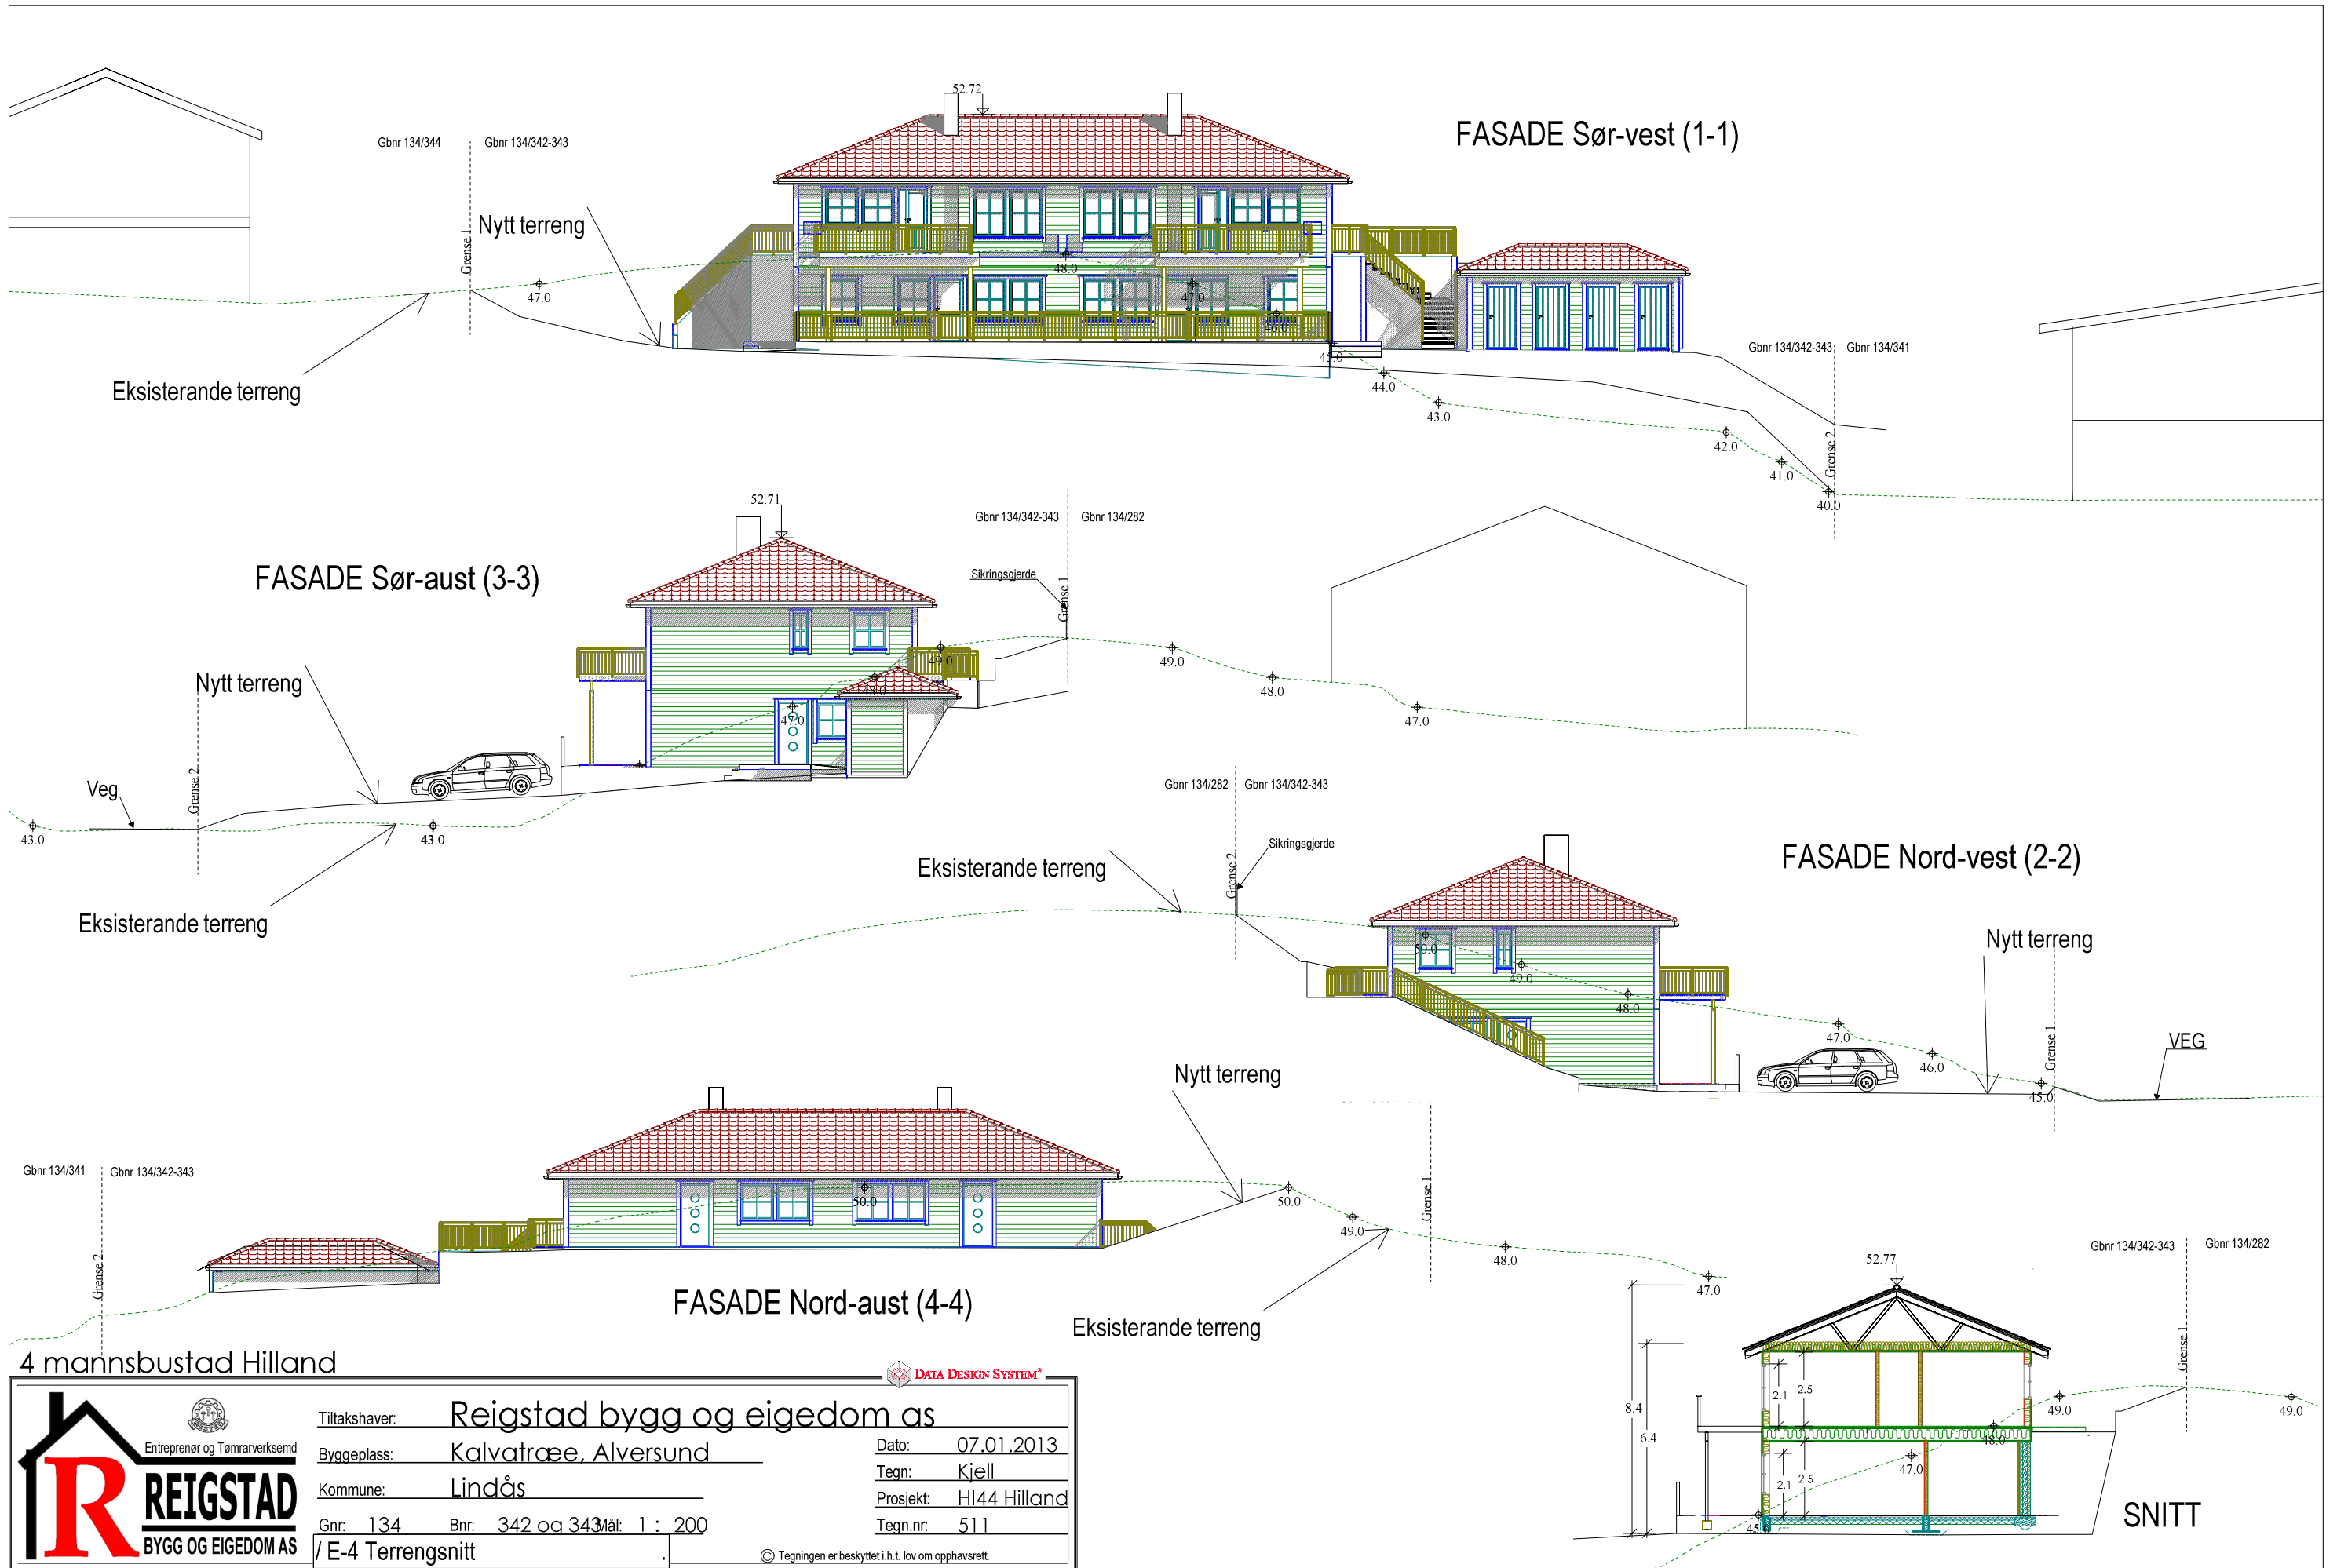 52.72
FASADE Sør-vest (1-1)
Gbnr 134/344
Gbnr 134/342-343
Nytt terreng
Grense 1
47.0
48.0
47.0
46.0
45.0
44.0
43.0
42.0
41.0
40.0
Gbnr 134/342-343
Gbnr 134/341
Grense 2
Eksisterande terreng
52.71
FASADE Sør-aust (3-3)
Gbnr 134/342-343
Gbnr 134/282
Sikringsgjerde
Grense 1
49.0
48.0
47.0
49.0
48.0
47.0
Nytt terreng
Veg
Grense 2
43.0
43.0
Eksisterande terreng
Gbnr 134/282
Gbnr 134/342-343
Sikringsgjerde
Grense 2
FASADE Nord-vest (2-2)
Eksisterande terreng
50.0
49.0
48.0
47.0
46.0
45.0
Nytt terreng
Grense 1
VEG
Nytt terreng
Gbnr 134/341
Gbnr 134/342-343
Grense 2
50.0
50.0
49.0
48.0
47.0
Grense 1
FASADE Nord-aust (4-4)
Eksisterande terreng
52.77
Gbnr 134/342-343
Gbnr 134/282
Grense 1
8.4
6.4
2.1
2.5
2.1
2.5
49.0
48.0
47.0
45
49.0
SNITT
4 mannsbustad Hilland
DATA DESIGN SYSTEM
Entreprenør og Tømrarverksemd
R REIGSTAD
BYGG OG EIGEDOM AS
Tiltakshaver: Reigstad bygg og eigedom as
Byggeplass: Kalvatræe, Alversund
Kommune: Lindås
Gnr: 134 Bnr: 342 og 343 Mål: 1 : 200
Dato: 07.01.2013
Tegn: Kjell
Prosjekt: HI44 Hilland
Tegn.nr: 511
/ E-4 Terrengsnitt .
© Tegningen er beskyttet i.h.t. lov om opphavsrett.